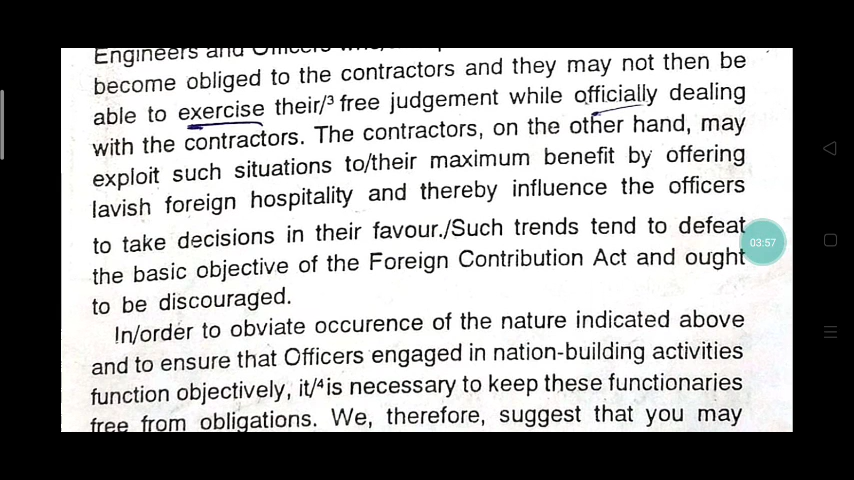 Engineers and Officers
become obliged to the contractors and they may not then be
able to exercise their/³ free judgement while officially dealing
with the contractors. The contractors, on the other hand, may
exploit such situations to/their maximum benefit by offering
lavish foreign hospitality and thereby influence the officers
to take decisions in their favour./Such trends tend to defeat
03:57
the basic objective of the Foreign Contribution Act and ought
to be discouraged.
In/order to obviate occurence of the nature indicated above
and to ensure that Officers engaged in nation-building activities
function objectively, it/⁴is necessary to keep these functionaries
free from obligations. We, therefore, suggest that you may